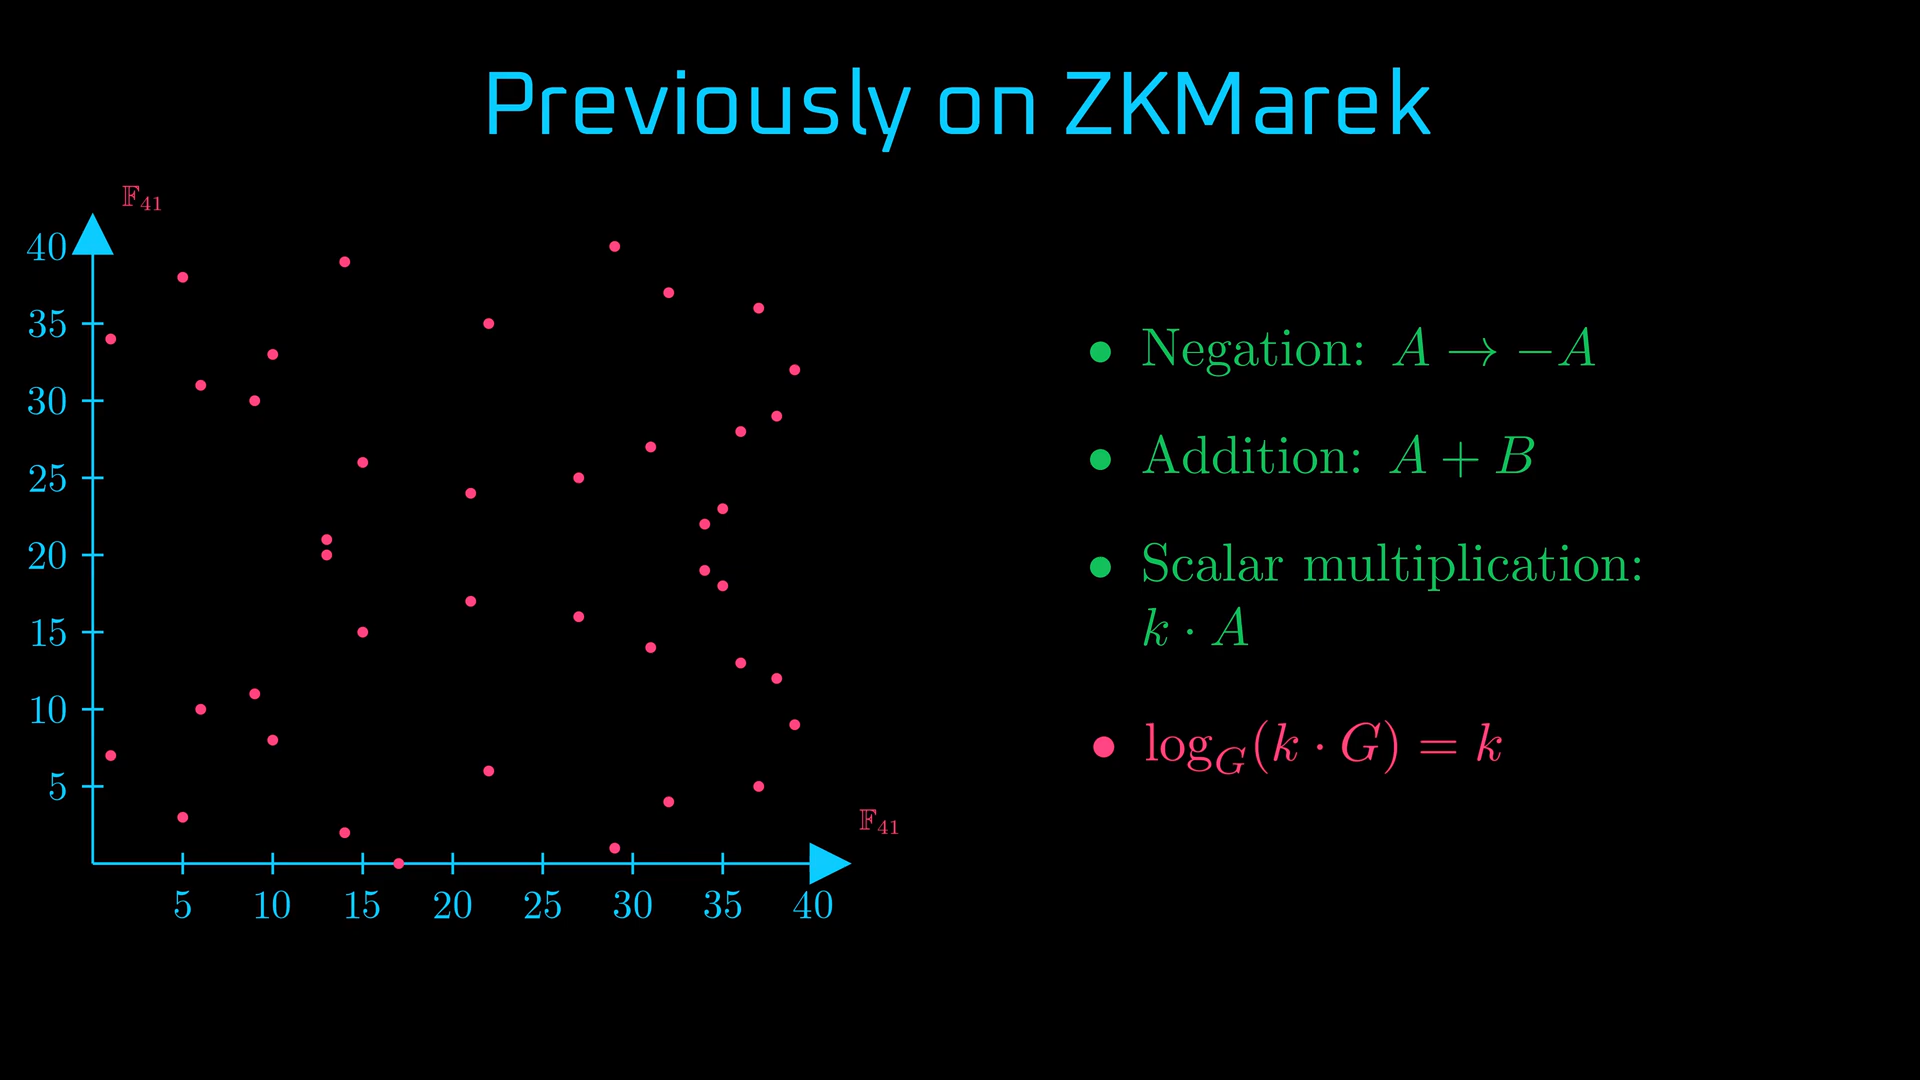 Previously on ZKMarek
𝔽₄₁
40
35
30
25
20
15
10
5
𝔽₄₁
5 10 15 20 25 30 35 40
• Negation: A → −A
• Addition: A + B
• Scalar multiplication:
k · A
• log_G(k · G) = k